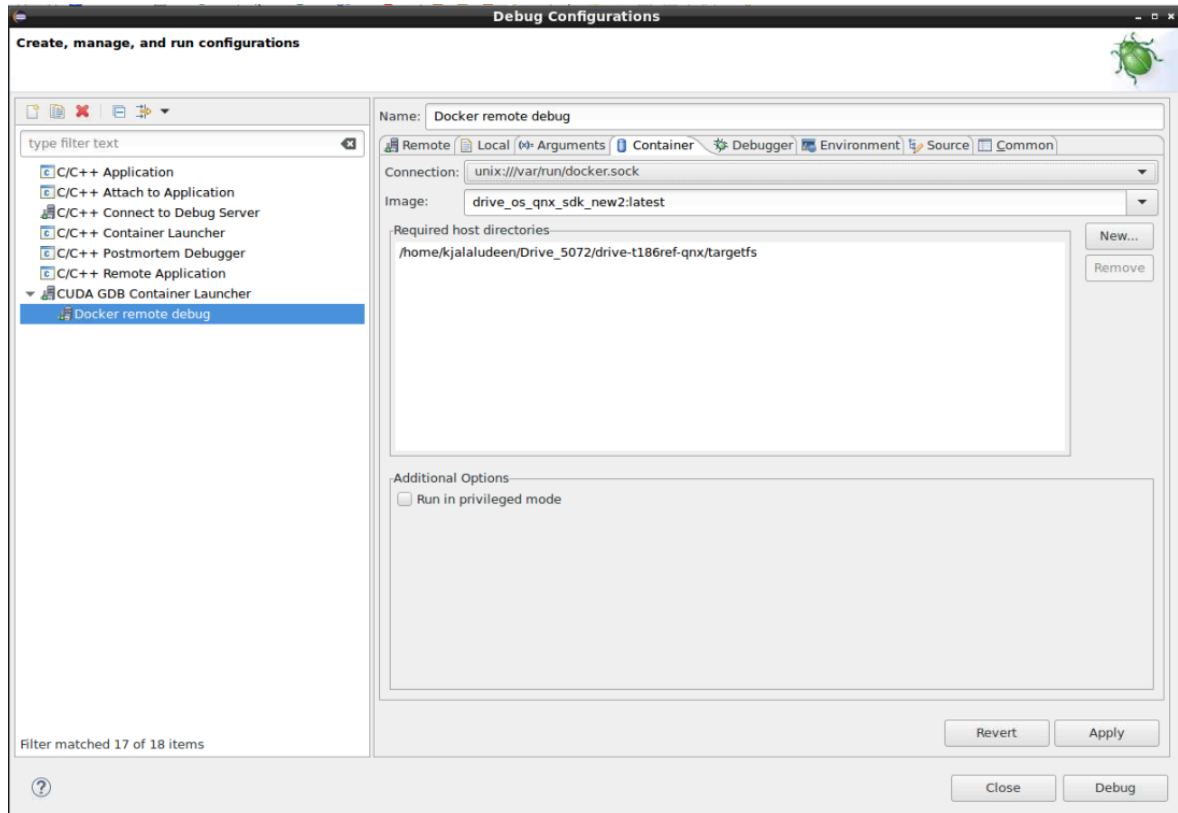 Debug Configurations
Create, manage, and run configurations
type filter text
C/C++ Application
C/C++ Attach to Application
C/C++ Connect to Debug Server
C/C++ Container Launcher
C/C++ Postmortem Debugger
C/C++ Remote Application
CUDA GDB Container Launcher
Docker remote debug
Filter matched 17 of 18 items
Name: Docker remote debug
Remote Local (x)= Arguments Container Debugger Environment Source Common
Connection: unix:///var/run/docker.sock
Image: drive_os_qnx_sdk_new2:latest
Required host directories
/home/kjalaludeen/Drive_5072/drive-t186ref-qnx/targetfs
New...
Remove
Additional Options
Run in privileged mode
Revert Apply
Close Debug